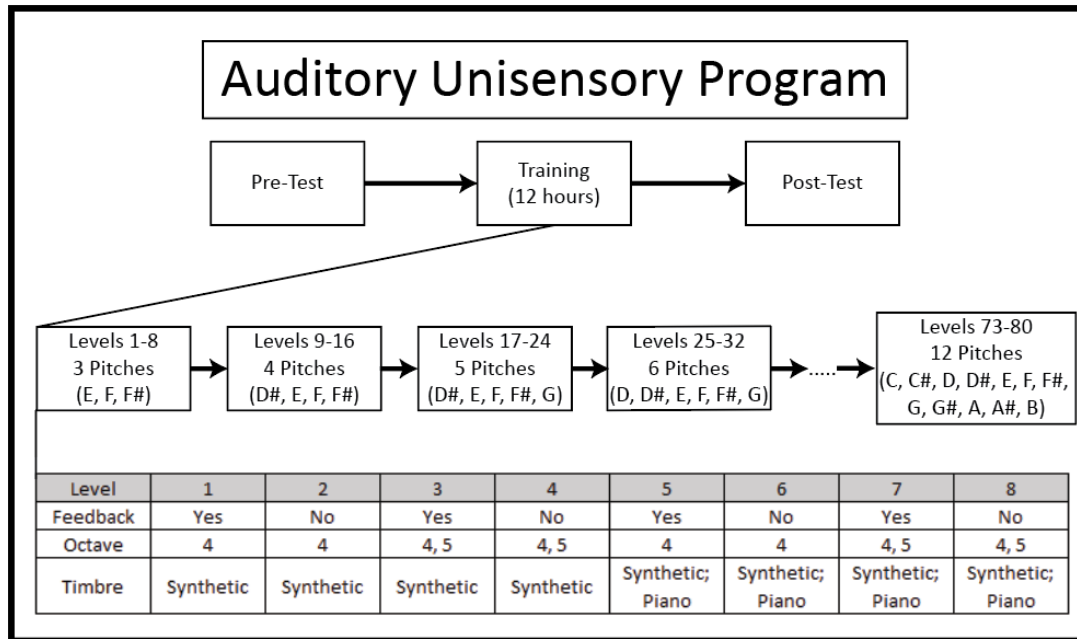 Auditory Unisensory Program
Pre-Test
Training
(12 hours)
Post-Test
Levels 1-8
3 Pitches
(E, F, F#)
Levels 9-16
4 Pitches
(D#, E, F, F#)
Levels 17-24
5 Pitches
(D#, E, F, F#, G)
Levels 25-32
6 Pitches
(D, D#, E, F, F#, G)
.....
Levels 73-80
12 Pitches
(C, C#, D, D#, E, F, F#,
G, G#, A, A#, B)
Level 1 2 3 4 5 6 7 8
Feedback Yes No Yes No Yes No Yes No
Octave 4 4 4, 5 4, 5 4 4 4, 5 4, 5
Timbre Synthetic Synthetic Synthetic Synthetic Synthetic; Piano Synthetic; Piano Synthetic; Piano Synthetic; Piano